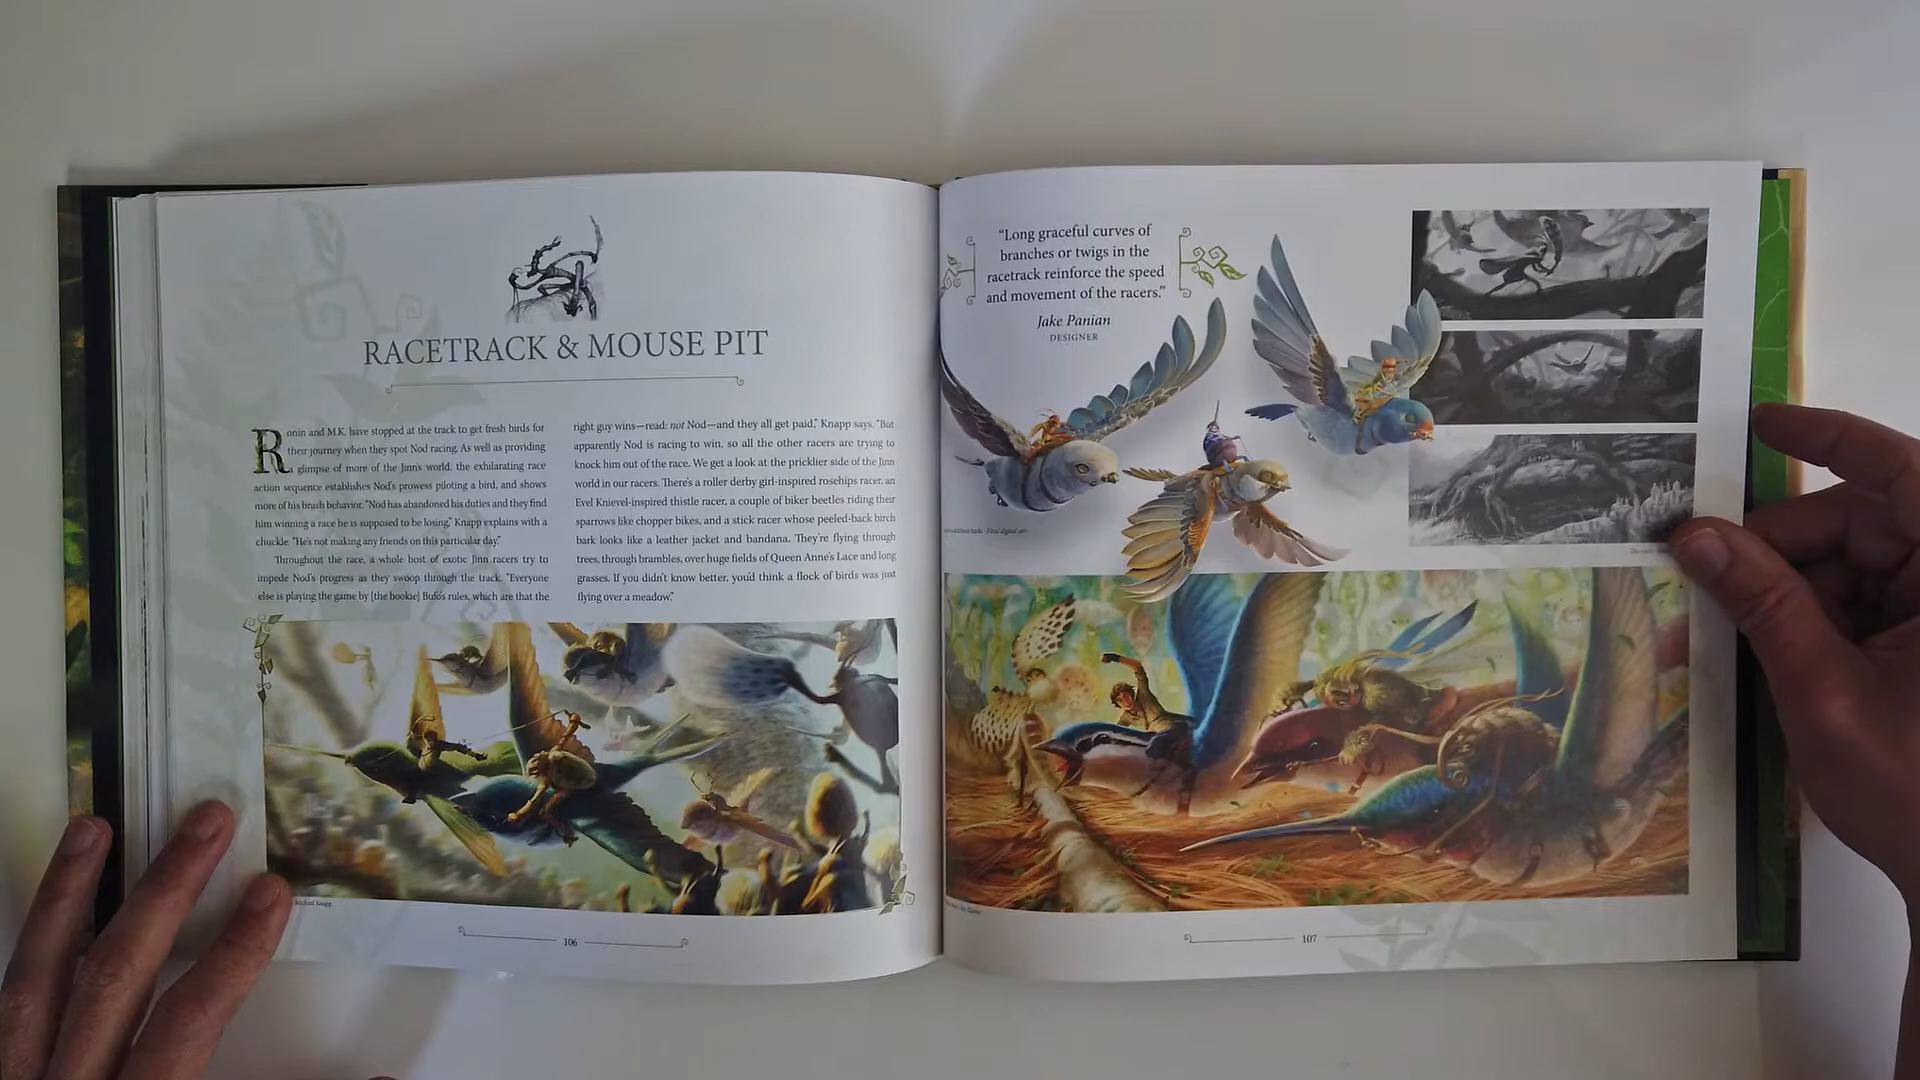 RACETRACK & MOUSE PIT
Ronin and M.K. have stopped at the track to get fresh birds for
their journey when they spot Nod racing. As well as providing
glimpse of more of the Jinn's world, the exhilarating race
action sequence establishes Nod's prowess piloting a bird, and shows
more of his brash behavior. “Nod has abandoned his duties and they find
him winning a race he is supposed to be losing,” Knapp explains with a
chuckle. “He's not making any friends on this particular day.”
Throughout the race, a whole host of exotic Jinn racers try to
impede Nod's progress as they swoop through the track. “Everyone
else is playing the game by [the bookie] Bufo's rules, which are that the
right guy wins—read: not Nod—and they all get paid,” Knapp says. “But
apparently Nod is racing to win, so all the other racers are trying to
knock him out of the race. We get a look at the pricklier side of the Jinn
world in our racers. There's a roller derby girl-inspired rosehips racer, an
Evel Knievel-inspired thistle racer, a couple of biker beetles riding their
sparrows like chopper bikes, and a stick racer whose peeled-back birch
bark looks like a leather jacket and bandana. They're flying through
trees, through brambles, over huge fields of Queen Anne's Lace and long
grasses. If you didn't know better, you'd think a flock of birds was just
flying over a meadow.”
Michael Knapp
106
“Long graceful curves of
branches or twigs in the
racetrack reinforce the speed
and movement of the racers.”
Jake Panian
DESIGNER
Final digital art
107